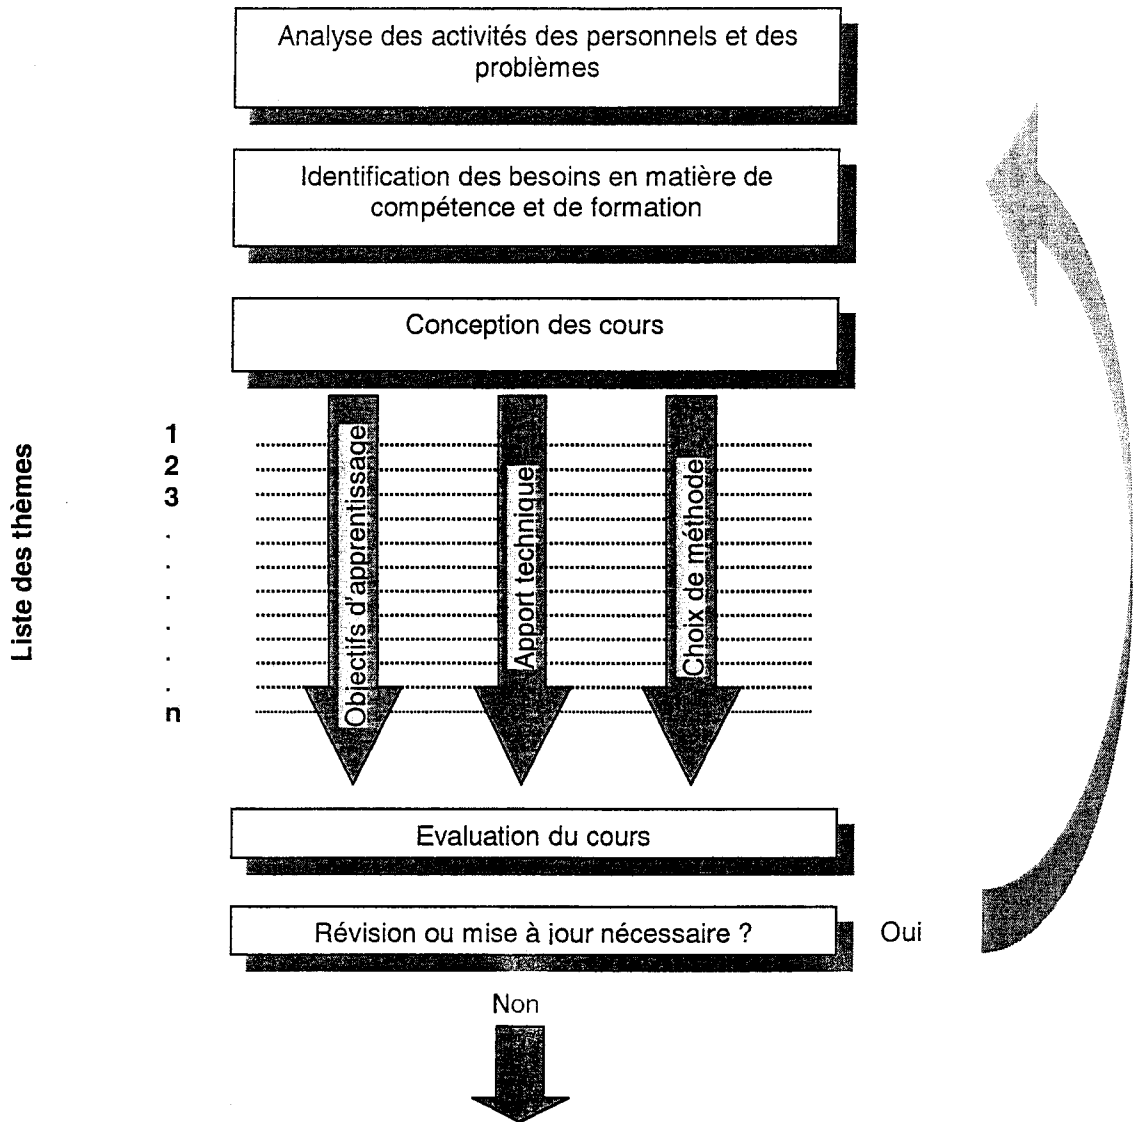 Analyse des activités des personnels et des
problèmes
Identification des besoins en matière de
compétence et de formation
Conception des cours
Liste des thèmes
1
2
3
.
.
.
.
.
.
.
n
Objectifs d'apprentissage
Apport technique
Choix de méthode
Evaluation du cours
Révision ou mise à jour nécessaire ?
Oui
Non